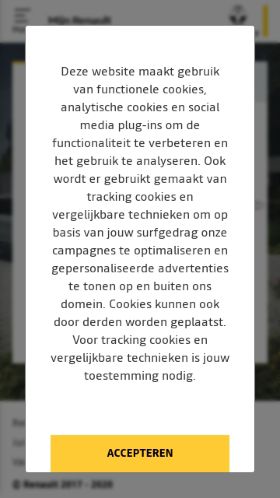 Mijn Renault
Deze website maakt gebruik
van functionele cookies,
analytische cookies en social
media plug-ins om de
functionaliteit te verbeteren en
het gebruik te analyseren. Ook
wordt er gebruikt gemaakt van
tracking cookies en
vergelijkbare technieken om op
basis van jouw surfgedrag onze
campagnes te optimaliseren en
gepersonaliseerde advertenties
te tonen op en buiten ons
domein. Cookies kunnen ook
door derden worden geplaatst.
Voor tracking cookies en
vergelijkbare technieken is jouw
toestemming nodig.
ACCEPTEREN
© Renault 2017 - 2020